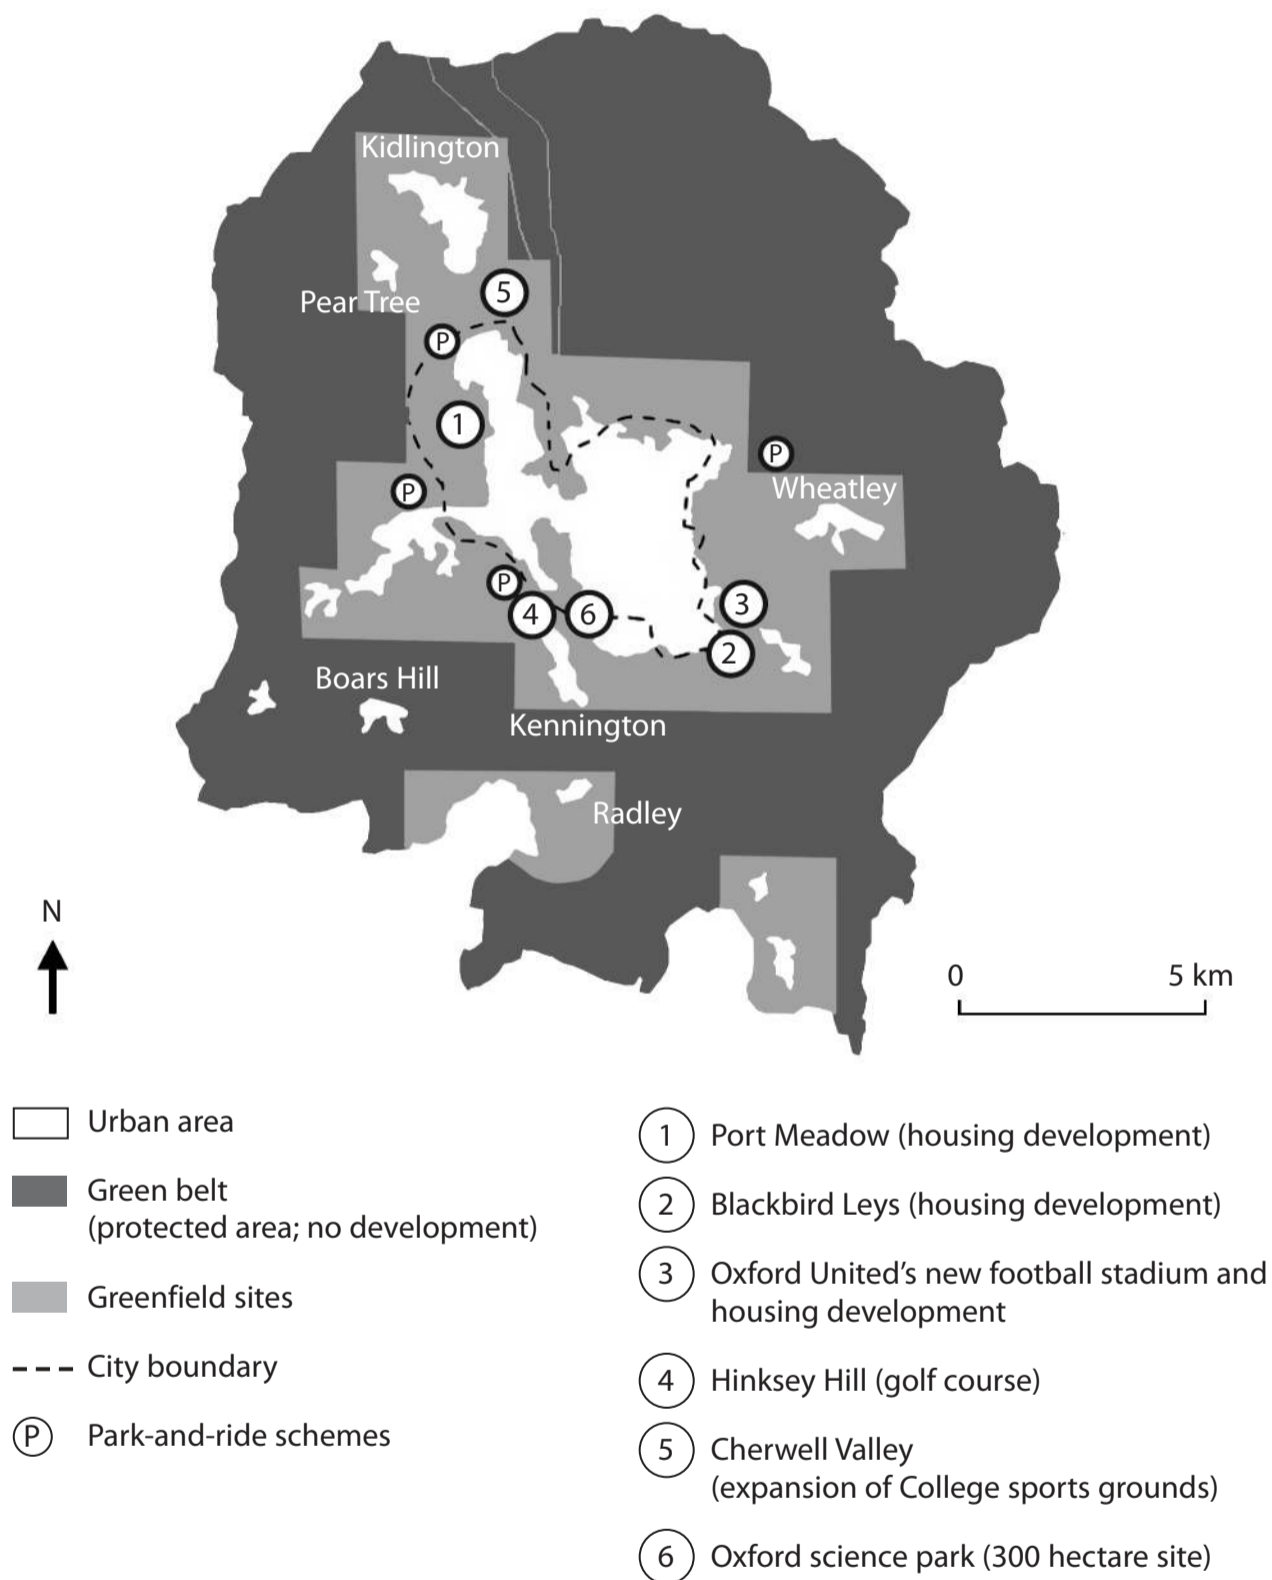 Kidlington
5
Pear Tree
P
1
P
P
Wheatley
P
4
6
3
2
Boars Hill
Kennington
Radley
N
0 5 km
Urban area
Green belt
(protected area; no development)
Greenfield sites
City boundary
P Park-and-ride schemes
1 Port Meadow (housing development)
2 Blackbird Leys (housing development)
3 Oxford United’s new football stadium and
housing development
4 Hinksey Hill (golf course)
5 Cherwell Valley
(expansion of College sports grounds)
6 Oxford science park (300 hectare site)